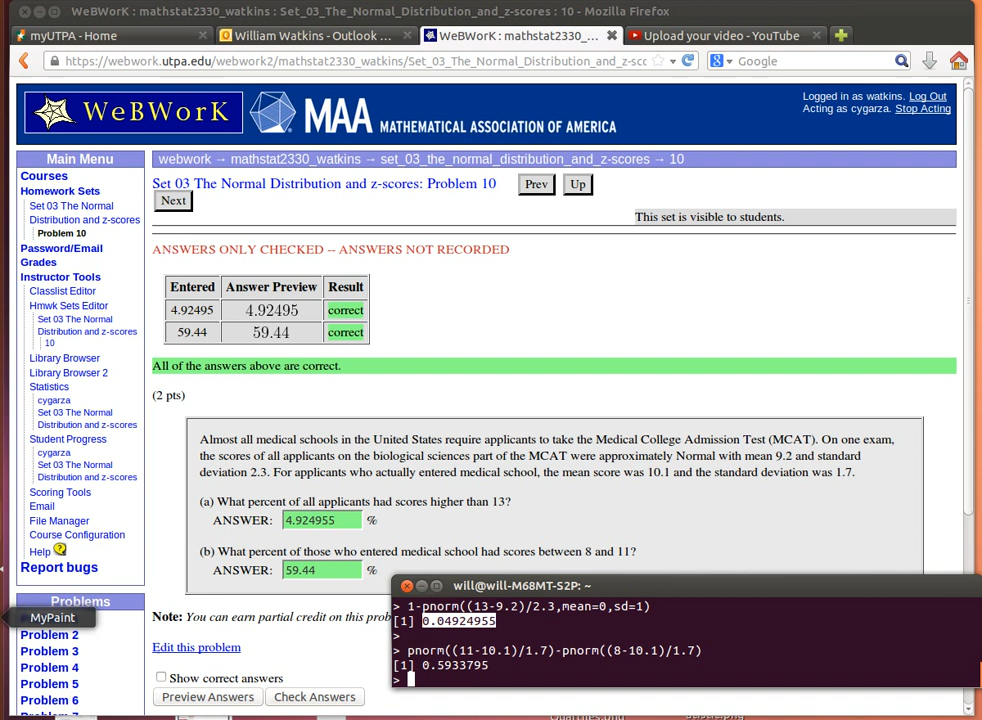 WeBWorK : mathstat2330_watkins : Set_03_The_Normal_Distribution_and_z-scores : 10 - Mozilla Firefox
myUTPA - Home
William Watkins - Outlook ...
WeBWorK : mathstat2330_...
Upload your video - YouTube
https://webwork.utpa.edu/webwork2/mathstat2330_watkins/Set_03_The_Normal_Distribution_and_z-scc
Google
WeBWorK
MAA MATHEMATICAL ASSOCIATION OF AMERICA
Logged in as watkins. Log Out
Acting as cygarza. Stop Acting
Main Menu
Courses
Homework Sets
Set 03 The Normal
Distribution and z-scores
Problem 10
Password/Email
Grades
Instructor Tools
Classlist Editor
Hmwk Sets Editor
Set 03 The Normal
Distribution and z-scores
10
Library Browser
Library Browser 2
Statistics
cygarza
Set 03 The Normal
Distribution and z-scores
Student Progress
cygarza
Set 03 The Normal
Distribution and z-scores
Scoring Tools
Email
File Manager
Course Configuration
Help
Report bugs
Problems
MyPaint
Problem 2
Problem 3
Problem 4
Problem 5
Problem 6
webwork → mathstat2330_watkins → set_03_the_normal_distribution_and_z-scores → 10
Set 03 The Normal Distribution and z-scores: Problem 10
Prev
Up
Next
This set is visible to students.
ANSWERS ONLY CHECKED -- ANSWERS NOT RECORDED
Entered Answer Preview Result
4.92495 4.92495 correct
59.44 59.44 correct
All of the answers above are correct.
(2 pts)
Almost all medical schools in the United States require applicants to take the Medical College Admission Test (MCAT). On one exam,
the scores of all applicants on the biological sciences part of the MCAT were approximately Normal with mean 9.2 and standard
deviation 2.3. For applicants who actually entered medical school, the mean score was 10.1 and the standard deviation was 1.7.
(a) What percent of all applicants had scores higher than 13?
ANSWER: 4.924955 %
(b) What percent of those who entered medical school had scores between 8 and 11?
ANSWER: 59.44 %
Note: You can earn partial credit on this prob
Edit this problem
Show correct answers
Preview Answers
Check Answers
will@will-M68MT-S2P: ~
> 1-pnorm((13-9.2)/2.3,mean=0,sd=1)
[1] 0.04924955
>
> pnorm((11-10.1)/1.7)-pnorm((8-10.1)/1.7)
[1] 0.5933795
>